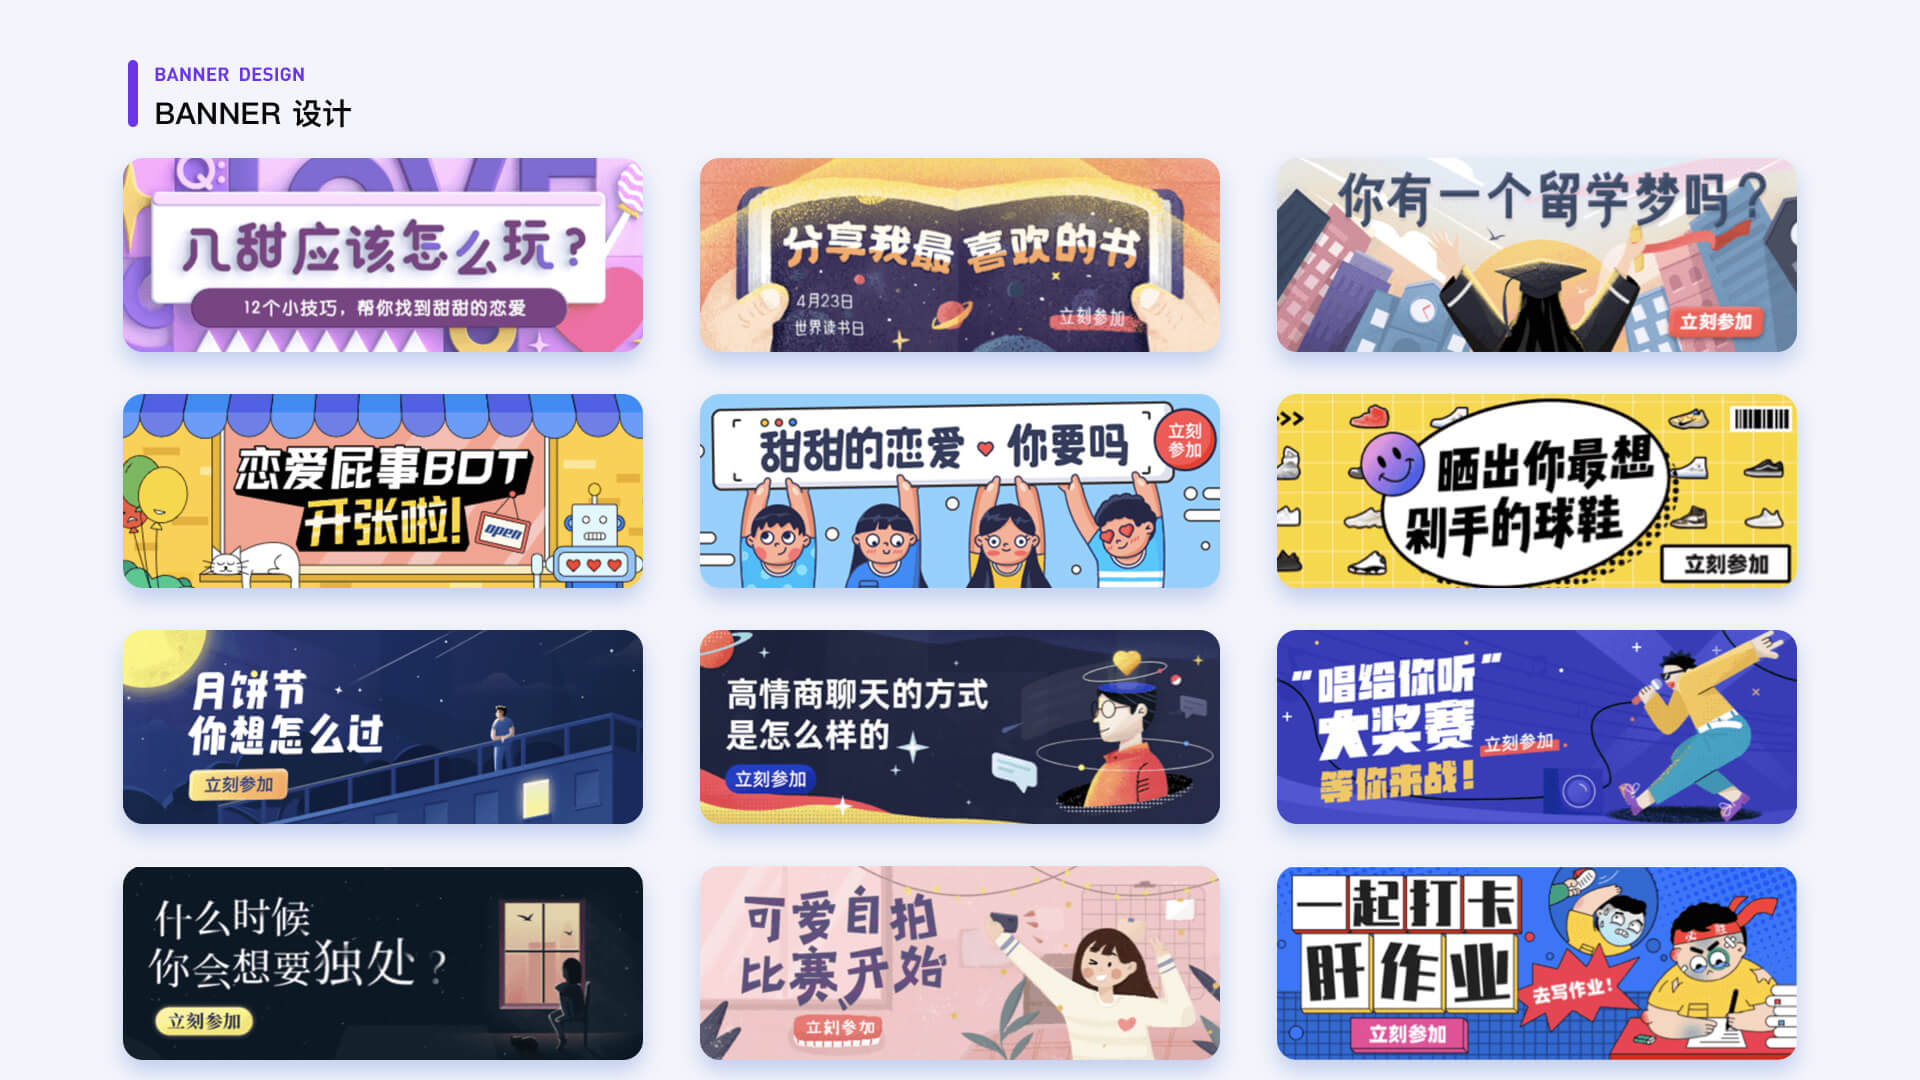 BANNER DESIGN
BANNER 设计
Q:
LOVE
八甜应该怎么玩？
12个小技巧，帮你找到甜甜的恋爱
分享我最喜欢的书
4月23日
世界读书日
立刻参加
你有一个留学梦吗？
立刻参加
恋爱屁事BOT
开张啦!
open
甜甜的恋爱 你要吗
立刻
参加
晒出你最想
剁手的球鞋
立刻参加
月饼节
你想怎么过
立刻参加
高情商聊天的方式
是怎么样的
立刻参加
“唱给你听”
大奖赛
立刻参加
等你来战!
什么时候
你会想要独处？
立刻参加
可爱自拍
比赛开始
立刻参加
一起打卡
肝作业
必胜
去写作业!
立刻参加